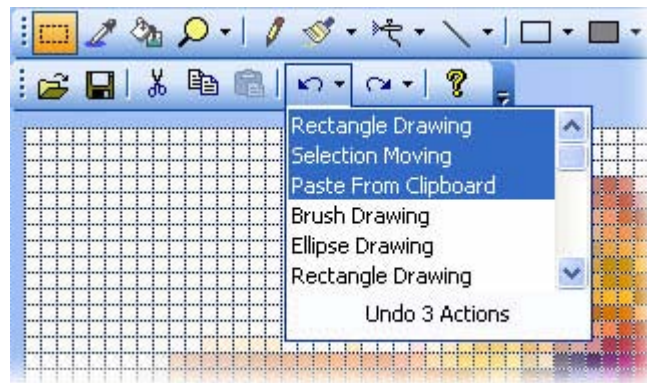 Rectangle Drawing
Selection Moving
Paste From Clipboard
Brush Drawing
Ellipse Drawing
Rectangle Drawing
Undo 3 Actions